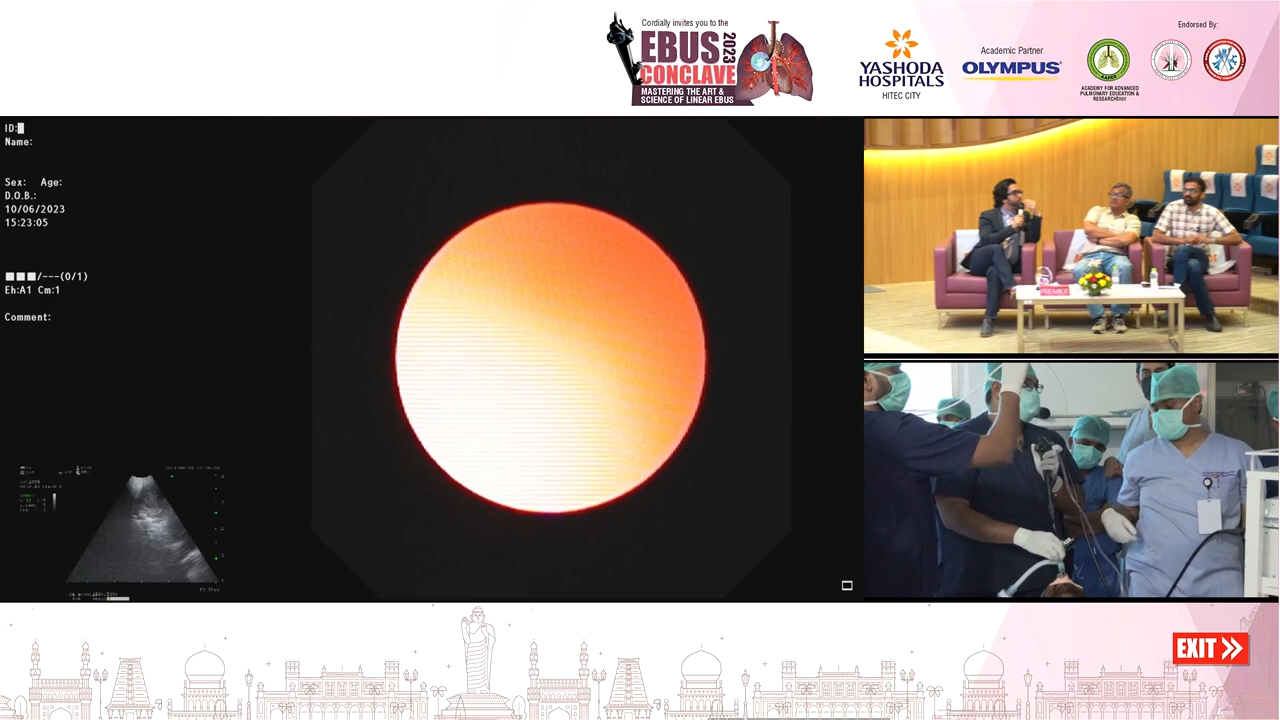 Cordially invites you to the
EBUS
2023
CONCLAVE
MASTERING THE ART &
SCIENCE OF LINEAR EBUS
YASHODA
HOSPITALS
HITEC CITY
Academic Partner
OLYMPUS
Endorsed By:
ACADEMY FOR ADVANCED
PULMONARY EDUCATION &
ID:
Name:
Sex: Age:
D.O.B.:
10/06/2023
15:23:05
■■■/---(0/1)
Eh:A1 Cm:1
Comment:
PREMIER
EXIT